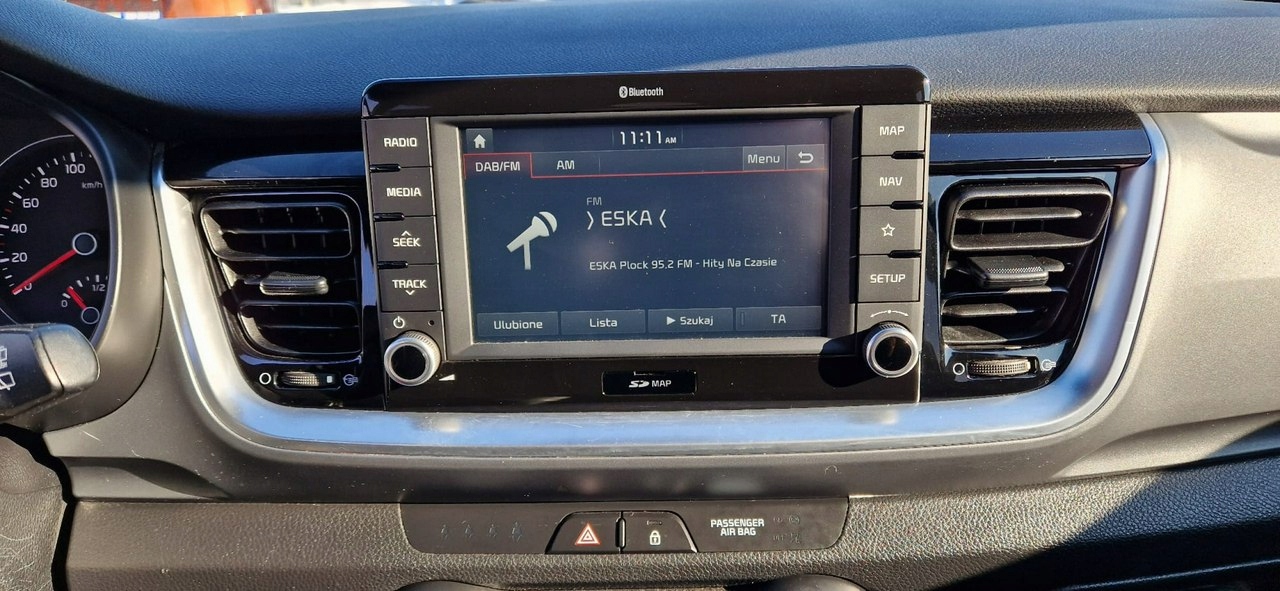 Bluetooth
RADIO
MEDIA
SEEK
TRACK
11:11 AM
DAB/FM
AM
Menu
FM
〉ESKA〈
ESKA Płock 95.2 FM - Hity Na Czasie
Ulubione
Lista
▶ Szukaj
TA
MAP
NAV
SETUP
SD MAP
100
80
km/h
60
40
20
0
1/2
0
PASSENGER
AIR BAG